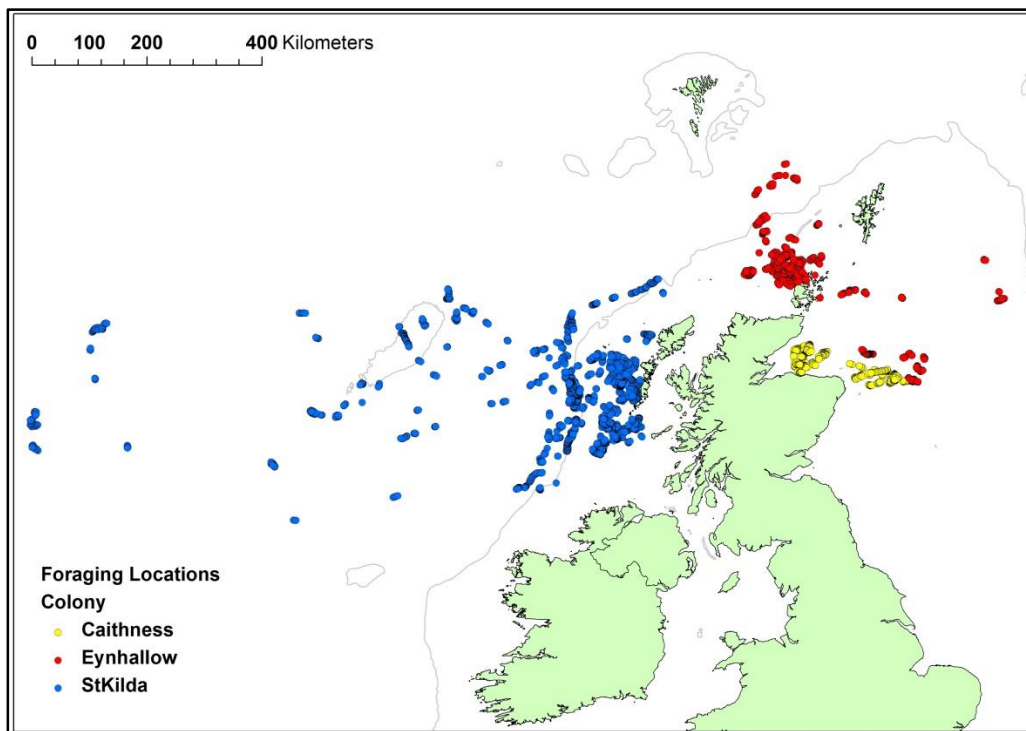 0 100 200 400 Kilometers
Foraging Locations
Colony
Caithness
Eynhallow
StKilda